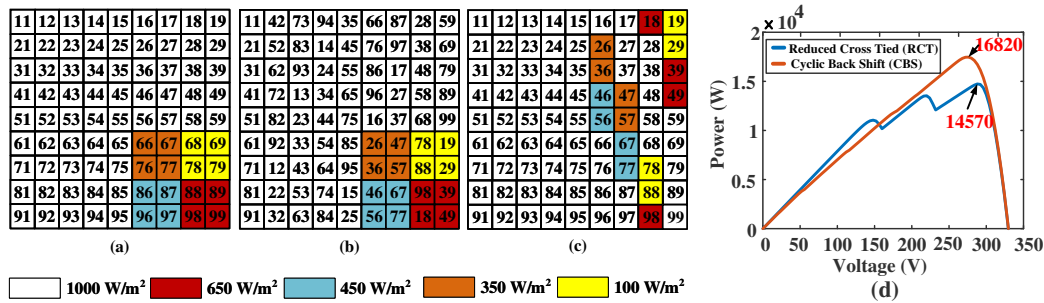 11 12 13 14 15 16 17 18 19 11 42 73 94 35 66 87 28 59 11 12 13 14 15 16 17 18 19
21 22 23 24 25 26 27 28 29 21 52 83 14 45 76 97 38 69 21 22 23 24 25 26 27 28 29
31 32 33 34 35 36 37 38 39 31 62 93 24 55 86 17 48 79 31 32 33 34 35 36 37 38 39
41 42 43 44 45 46 47 48 49 41 72 13 34 65 96 27 58 89 41 42 43 44 45 46 47 48 49
51 52 53 54 55 56 57 58 59 51 82 23 44 75 16 37 68 99 51 52 53 54 55 56 57 58 59
61 62 63 64 65 66 67 68 69 61 92 33 54 85 26 47 78 19 61 62 63 64 65 66 67 68 69
71 72 73 74 75 76 77 78 79 71 12 43 64 95 36 57 88 29 71 72 73 74 75 76 77 78 79
81 82 83 84 85 86 87 88 89 81 22 53 74 15 46 67 98 39 81 82 83 84 85 86 87 88 89
91 92 93 94 95 96 97 98 99 91 32 63 84 25 56 77 18 49 91 92 93 94 95 96 97 98 99
(a) (b) (c)
1000 W/m² 650 W/m² 450 W/m² 350 W/m² 100 W/m²
× 10⁴
2
1.5
0.1
0.5
0
Power (W)
Reduced Cross Tied (RCT)
Cyclic Back Shift (CBS)
16820
14570
0 50 100 150 200 250 300 350
Voltage (V)
(d)